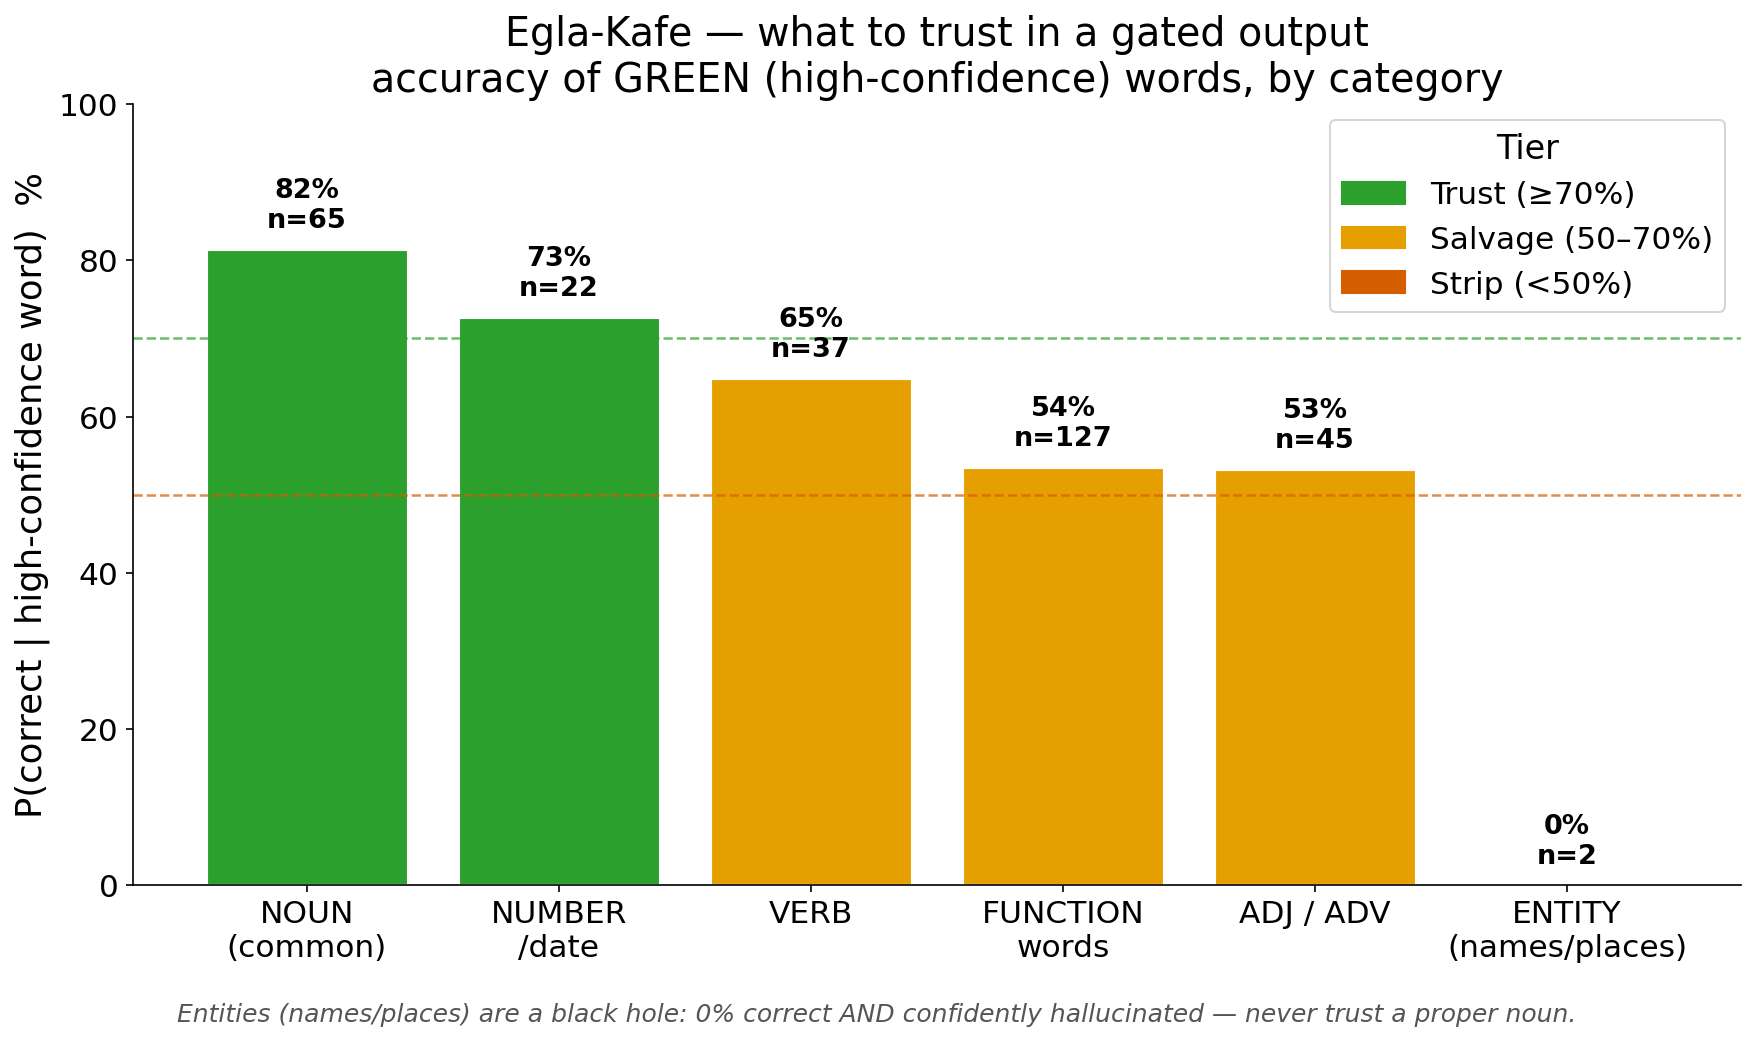 Egla-Kafe — what to trust in a gated output
accuracy of GREEN (high-confidence) words, by category
P(correct | high-confidence word)  %
100
80
60
40
20
0
82%
n=65
73%
n=22
65%
n=37
54%
n=127
53%
n=45
0%
n=2
Tier
Trust (≥70%)
Salvage (50–70%)
Strip (<50%)
NOUN
(common)
NUMBER
/date
VERB
FUNCTION
words
ADJ / ADV
ENTITY
(names/places)
Entities (names/places) are a black hole: 0% correct AND confidently hallucinated — never trust a proper noun.